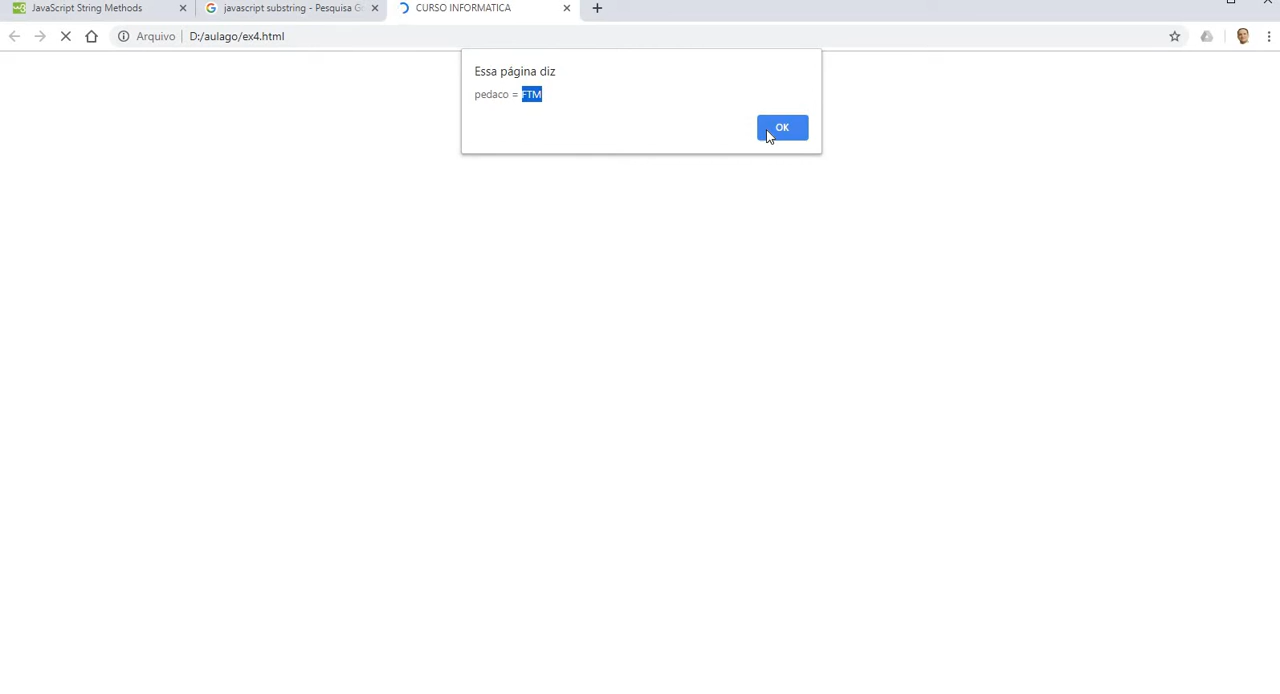 JavaScript String Methods
javascript substring - Pesquisa G
CURSO INFORMATICA
Arquivo
D:/aulago/ex4.html
Essa página diz
pedaco = FTM
OK